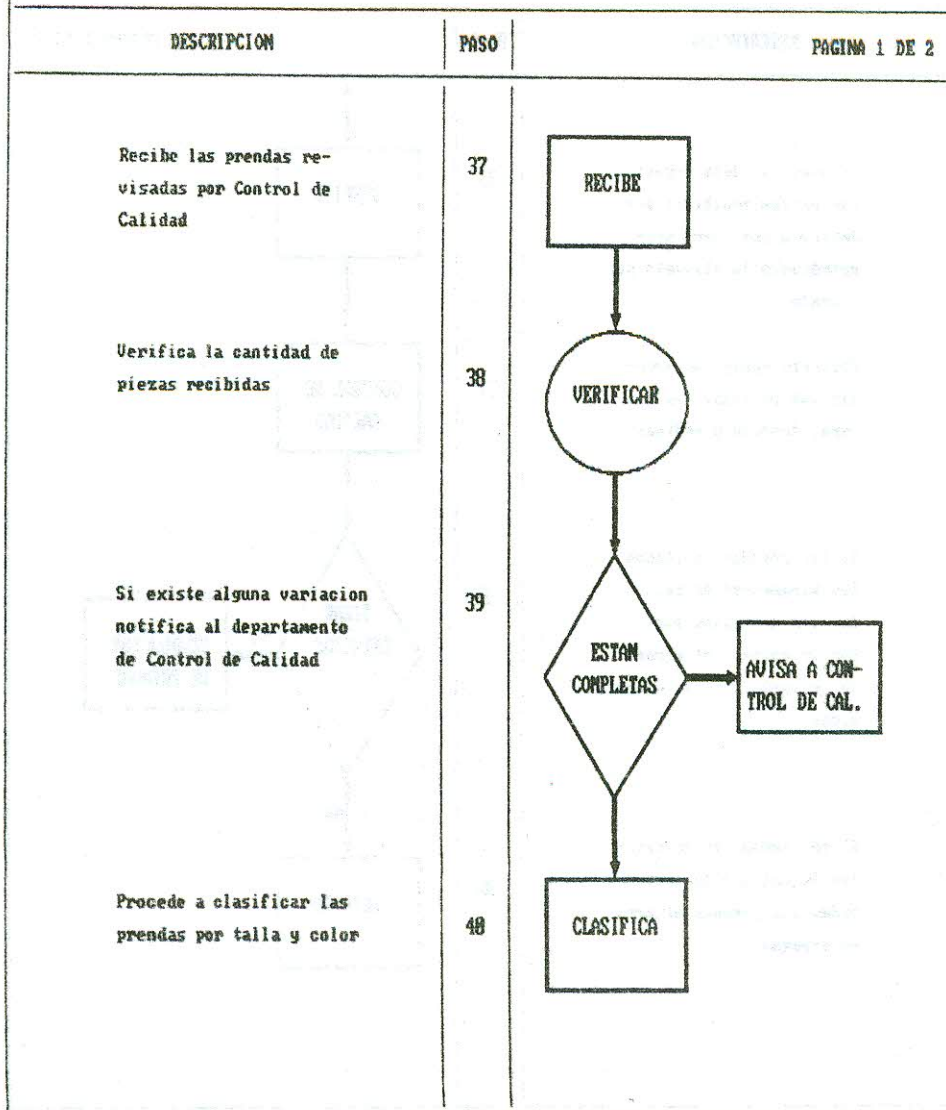 DESCRIPCION PASO PAGINA 1 DE 2
Recibe las prendas re-
visadas por Control de
Calidad
37
RECIBE
Verifica la cantidad de
piezas recibidas
38
VERIFICAR
Si existe alguna variacion
notifica al departamento
de Control de Calidad
39
ESTAN
COMPLETAS
AVISA A CON-
TROL DE CAL.
Procede a clasificar las
prendas por talla y color
40
CLASIFICA